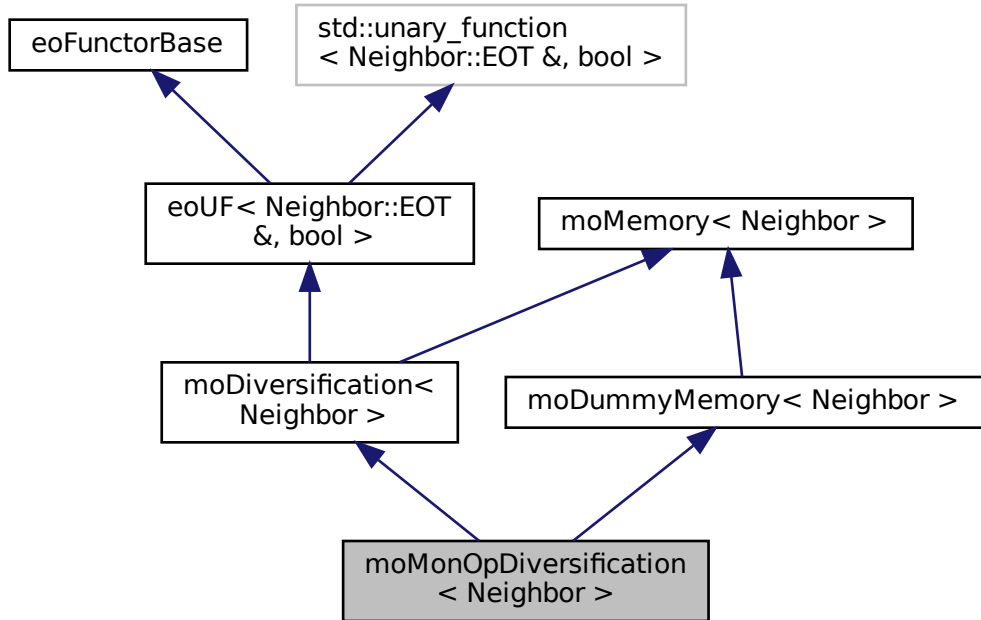 eoFunctorBase
std::unary_function
< Neighbor::EOT &, bool >
eoUF< Neighbor::EOT
&, bool >
moMemory< Neighbor >
moDiversification<
Neighbor >
moDummyMemory< Neighbor >
moMonOpDiversification
< Neighbor >